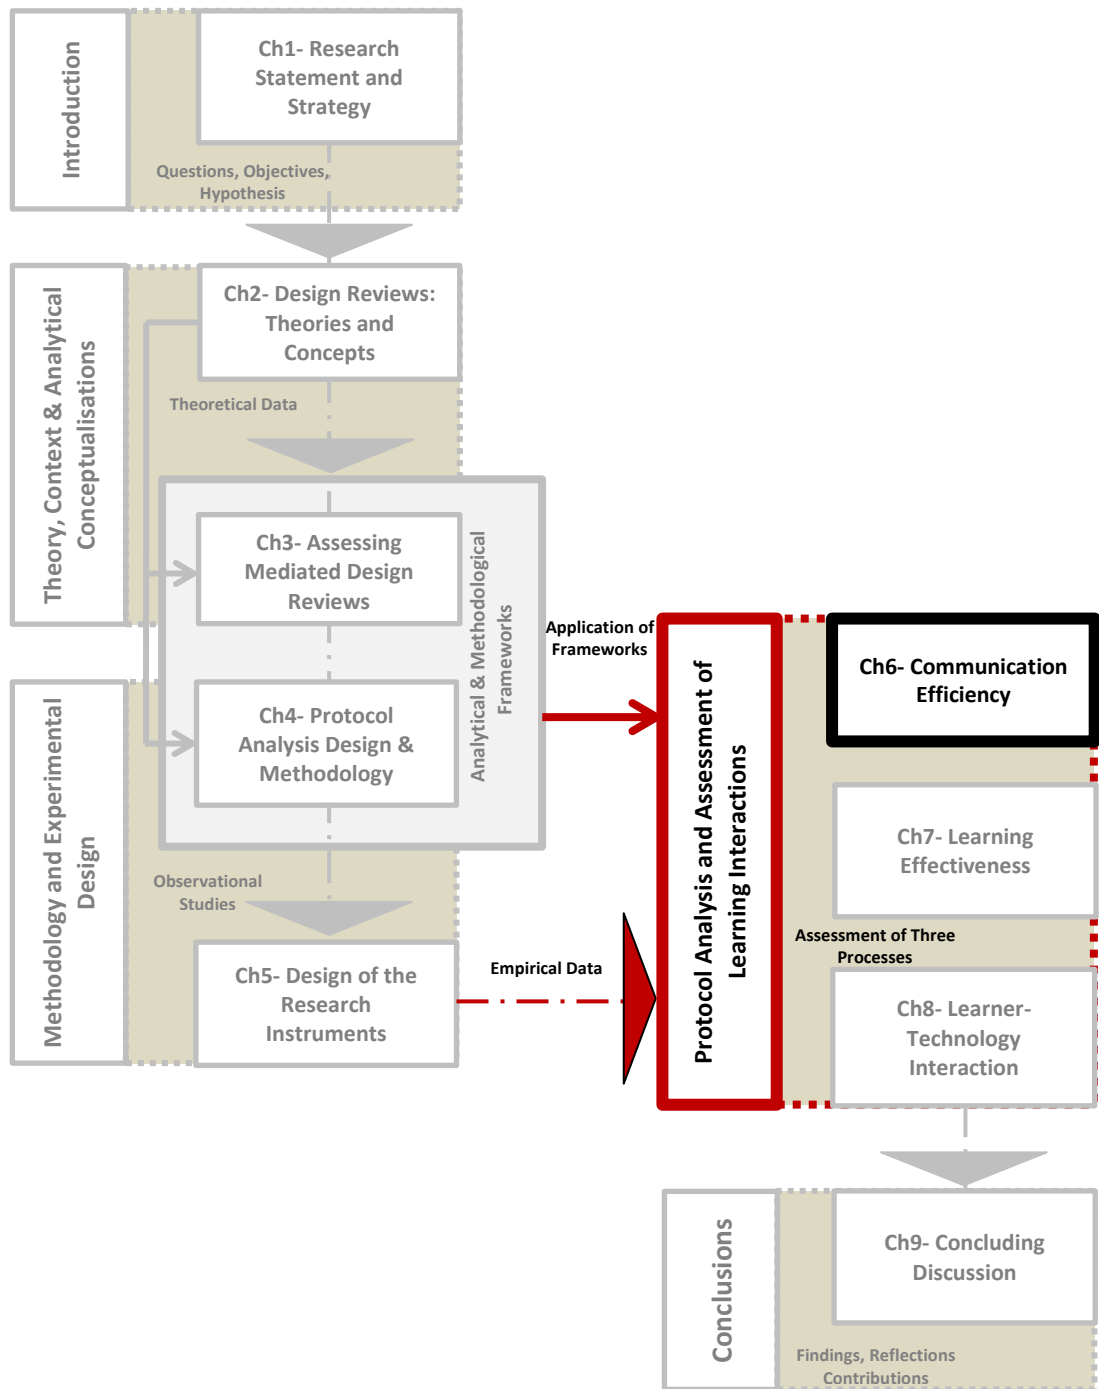 Introduction
Ch1- Research
Statement and
Strategy
Questions, Objectives,
Hypothesis
Theory, Context & Analytical
Conceptualisations
Ch2- Design Reviews:
Theories and
Concepts
Theoretical Data
Ch3- Assessing
Mediated Design
Reviews
Analytical & Methodological
Frameworks
Methodology and Experimental
Design
Ch4- Protocol
Analysis Design &
Methodology
Observational
Studies
Ch5- Design of the
Research
Instruments
Application of
Frameworks
Empirical Data
Protocol Analysis and Assessment of
Learning Interactions
Ch6- Communication
Efficiency
Ch7- Learning
Effectiveness
Assessment of Three
Processes
Ch8- Learner-
Technology
Interaction
Conclusions
Ch9- Concluding
Discussion
Findings, Reflections
Contributions